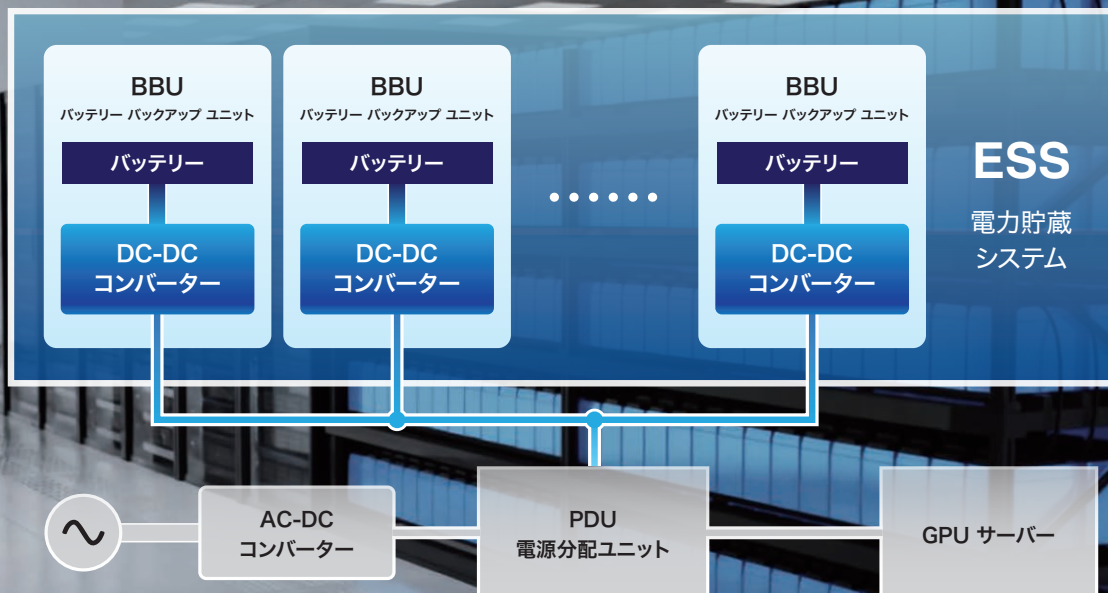 BBU
バッテリー バックアップ ユニット
バッテリー
DC-DC
コンバーター
BBU
バッテリー バックアップ ユニット
バッテリー
DC-DC
コンバーター
BBU
バッテリー バックアップ ユニット
バッテリー
DC-DC
コンバーター
ESS
電力貯蔵
システム
AC-DC
コンバーター
PDU
電源分配ユニット
GPU サーバー